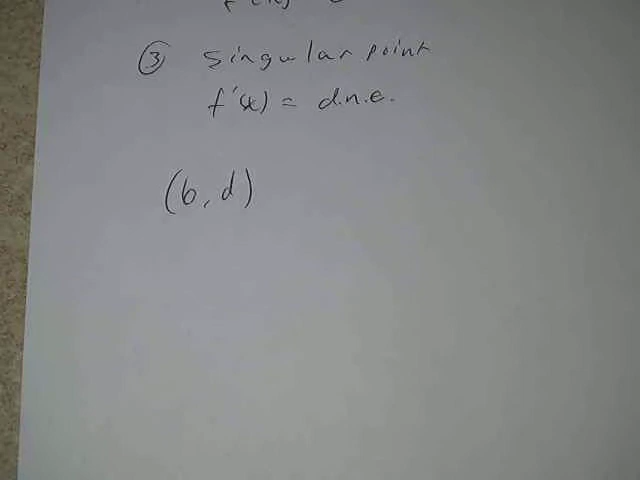 ③ singular point
f'(x) = d.n.e.
(b, d)